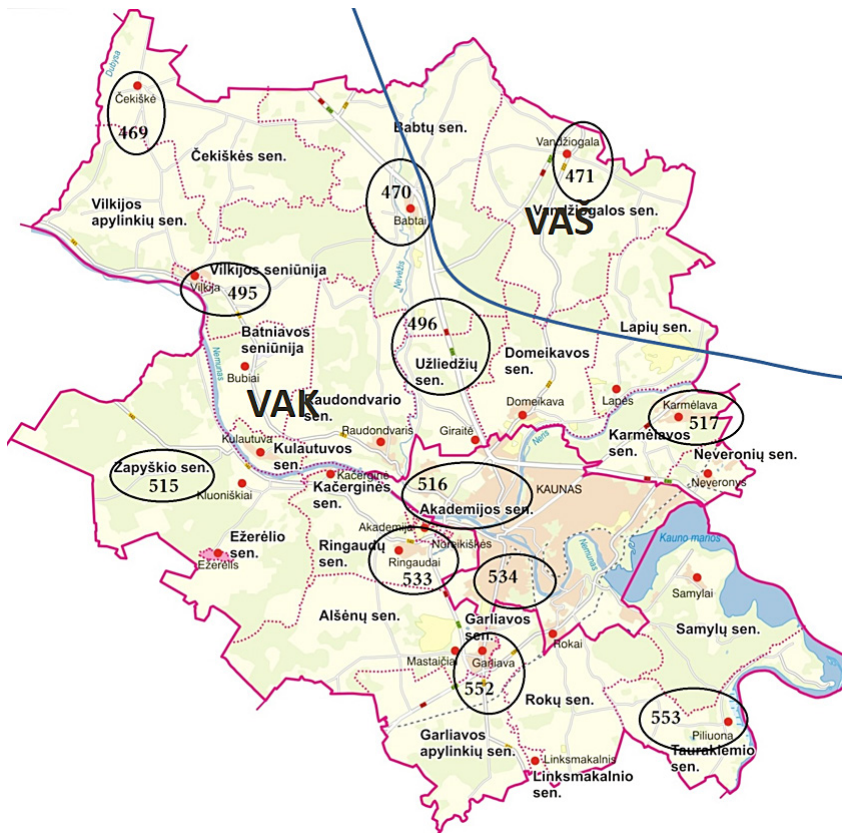 Dubysa
Čekiškė
469
Čekiškės sen.
Babtų sen.
Vandžiogala
471
Vilkijos
apylinkių sen.
470
Babtai
Vandžiogalos sen.
VAŠ
Nevėžis
Vilkijos seniūnija
Vilkija
495
Batniavos
seniūnija
Bubiai
496
Užliedžių
sen.
Domeikavos
sen.
Lapių sen.
Nemunas
VAK
Raudondvario
sen.
Raudondvaris
Giraitė
Domeikava
Lapės
Karmėlava
517
Karmėlavos
sen.
Neris
Kulautuva
Kulautuvos
sen.
Zapyškio sen.
515
Kluoniškiai
Kačerginė
Kačerginės
sen.
516
Akademijos sen.
KAUNAS
Neveronių sen.
Neveronys
Akademija
Noreikiškės
Ežerėlio
sen.
Ežerėlis
Ringaudų
sen.
Ringaudai
533
534
Nemunas
Kauno marios
Samylai
Samylų sen.
Alšėnų sen.
Garliavos
sen.
Mastaičiai
Garliava
552
Rokai
Rokų sen.
Garliavos
apylinkių sen.
553
Piliuona
Taurakiemio
sen.
Linksmakalnis
Linksmakalnio
sen.